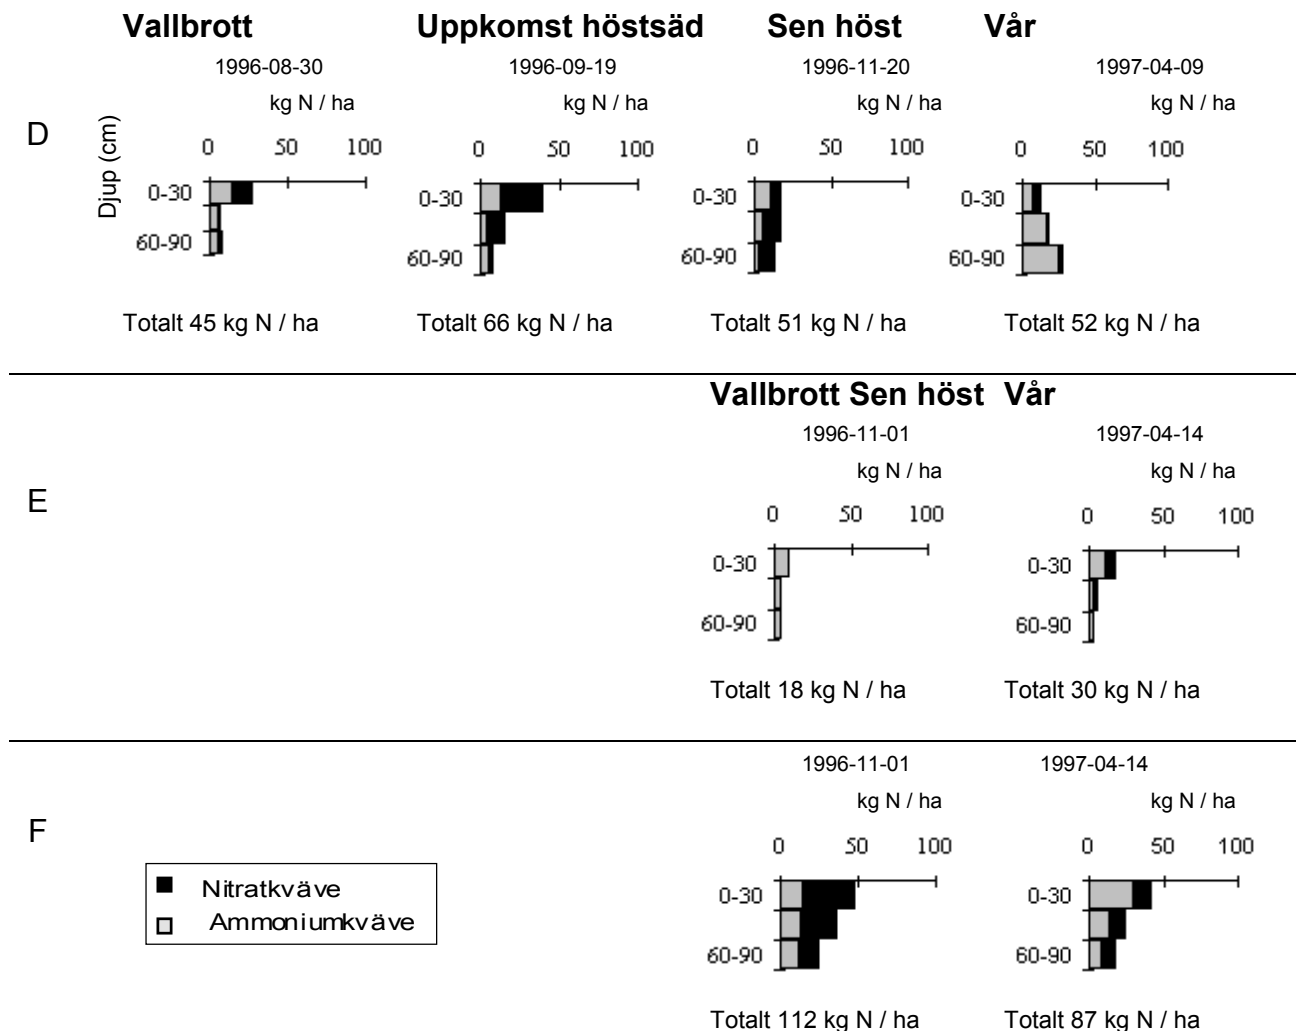 Vallbrott Uppkomst höstsäd Sen höst Vår
1996-08-30 1996-09-19 1996-11-20 1997-04-09
kg N / ha kg N / ha kg N / ha kg N / ha
D
Djup (cm)
0 50 100 0 50 100 0 50 100 0 50 100
0-30 0-30 0-30 0-30
60-90 60-90 60-90 60-90
Totalt 45 kg N / ha Totalt 66 kg N / ha Totalt 51 kg N / ha Totalt 52 kg N / ha
Vallbrott Sen höst Vår
1996-11-01 1997-04-14
kg N / ha kg N / ha
E
0 50 100 0 50 100
0-30 0-30
60-90 60-90
Totalt 18 kg N / ha Totalt 30 kg N / ha
1996-11-01 1997-04-14
kg N / ha kg N / ha
F
0 50 100 0 50 100
Nitratkväve
Ammoniumkväve
0-30 0-30
60-90 60-90
Totalt 112 kg N / ha Totalt 87 kg N / ha